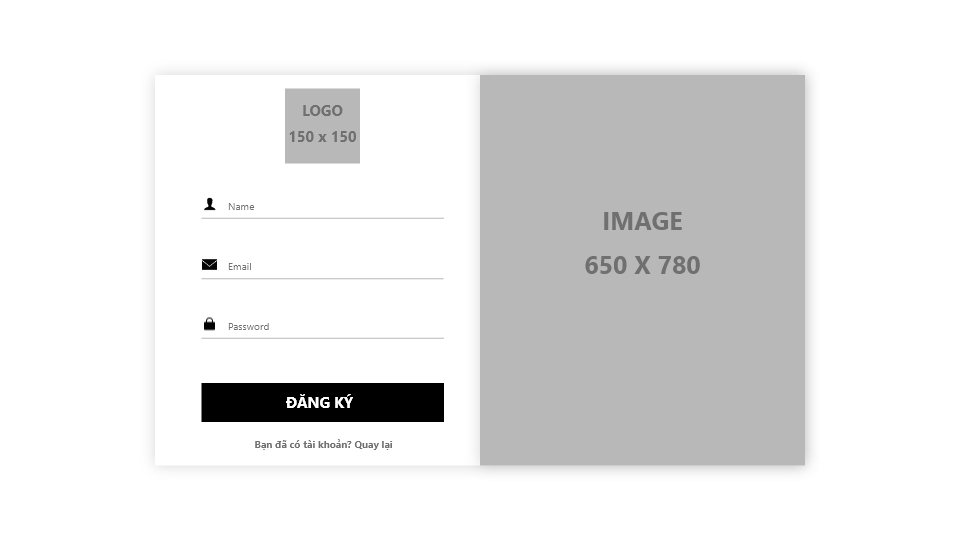 LOGO
150 x 150
Name
Email
Password
ĐĂNG KÝ
Bạn đã có tài khoản? Quay lại
IMAGE
650 X 780